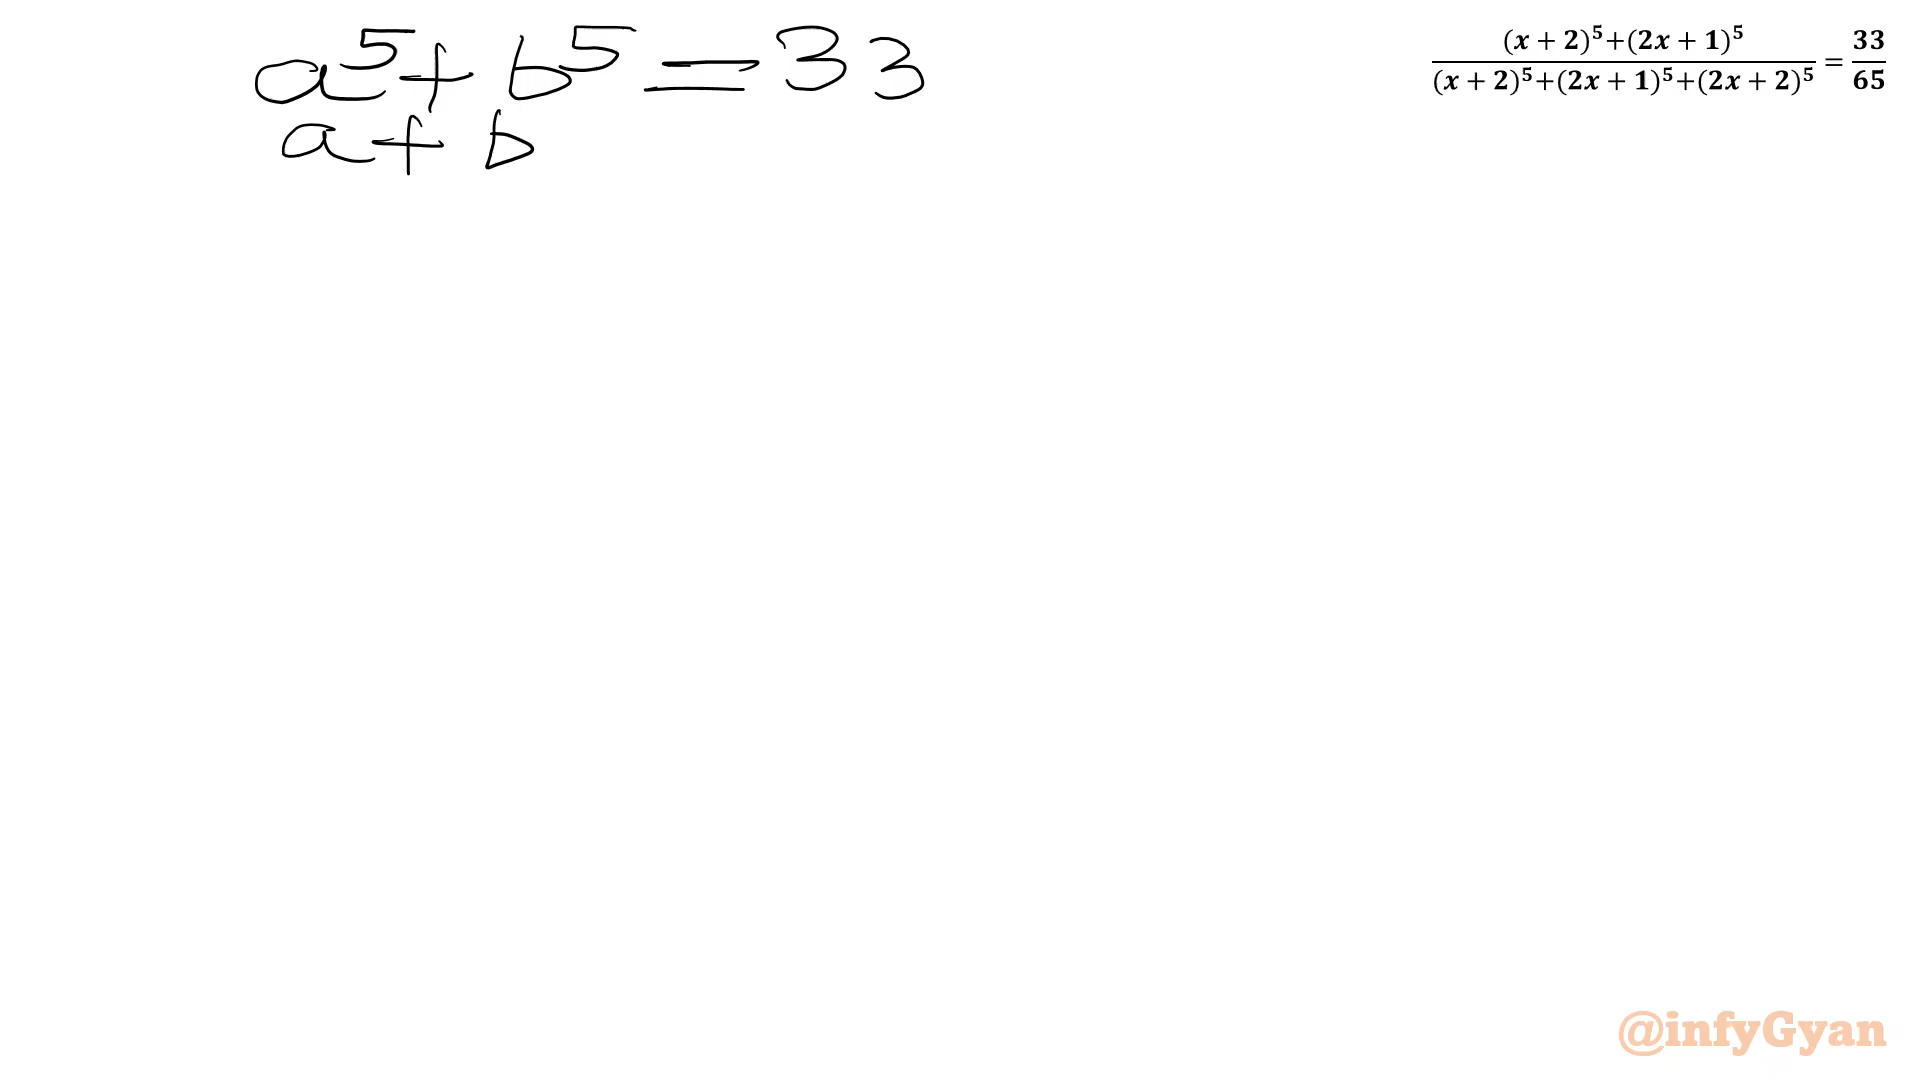 a⁵+ b⁵ = 33
a + b
(x + 2)⁵+(2x + 1)⁵
(x + 2)⁵+(2x + 1)⁵+(2x + 2)⁵ = 33/65
@infyGyan